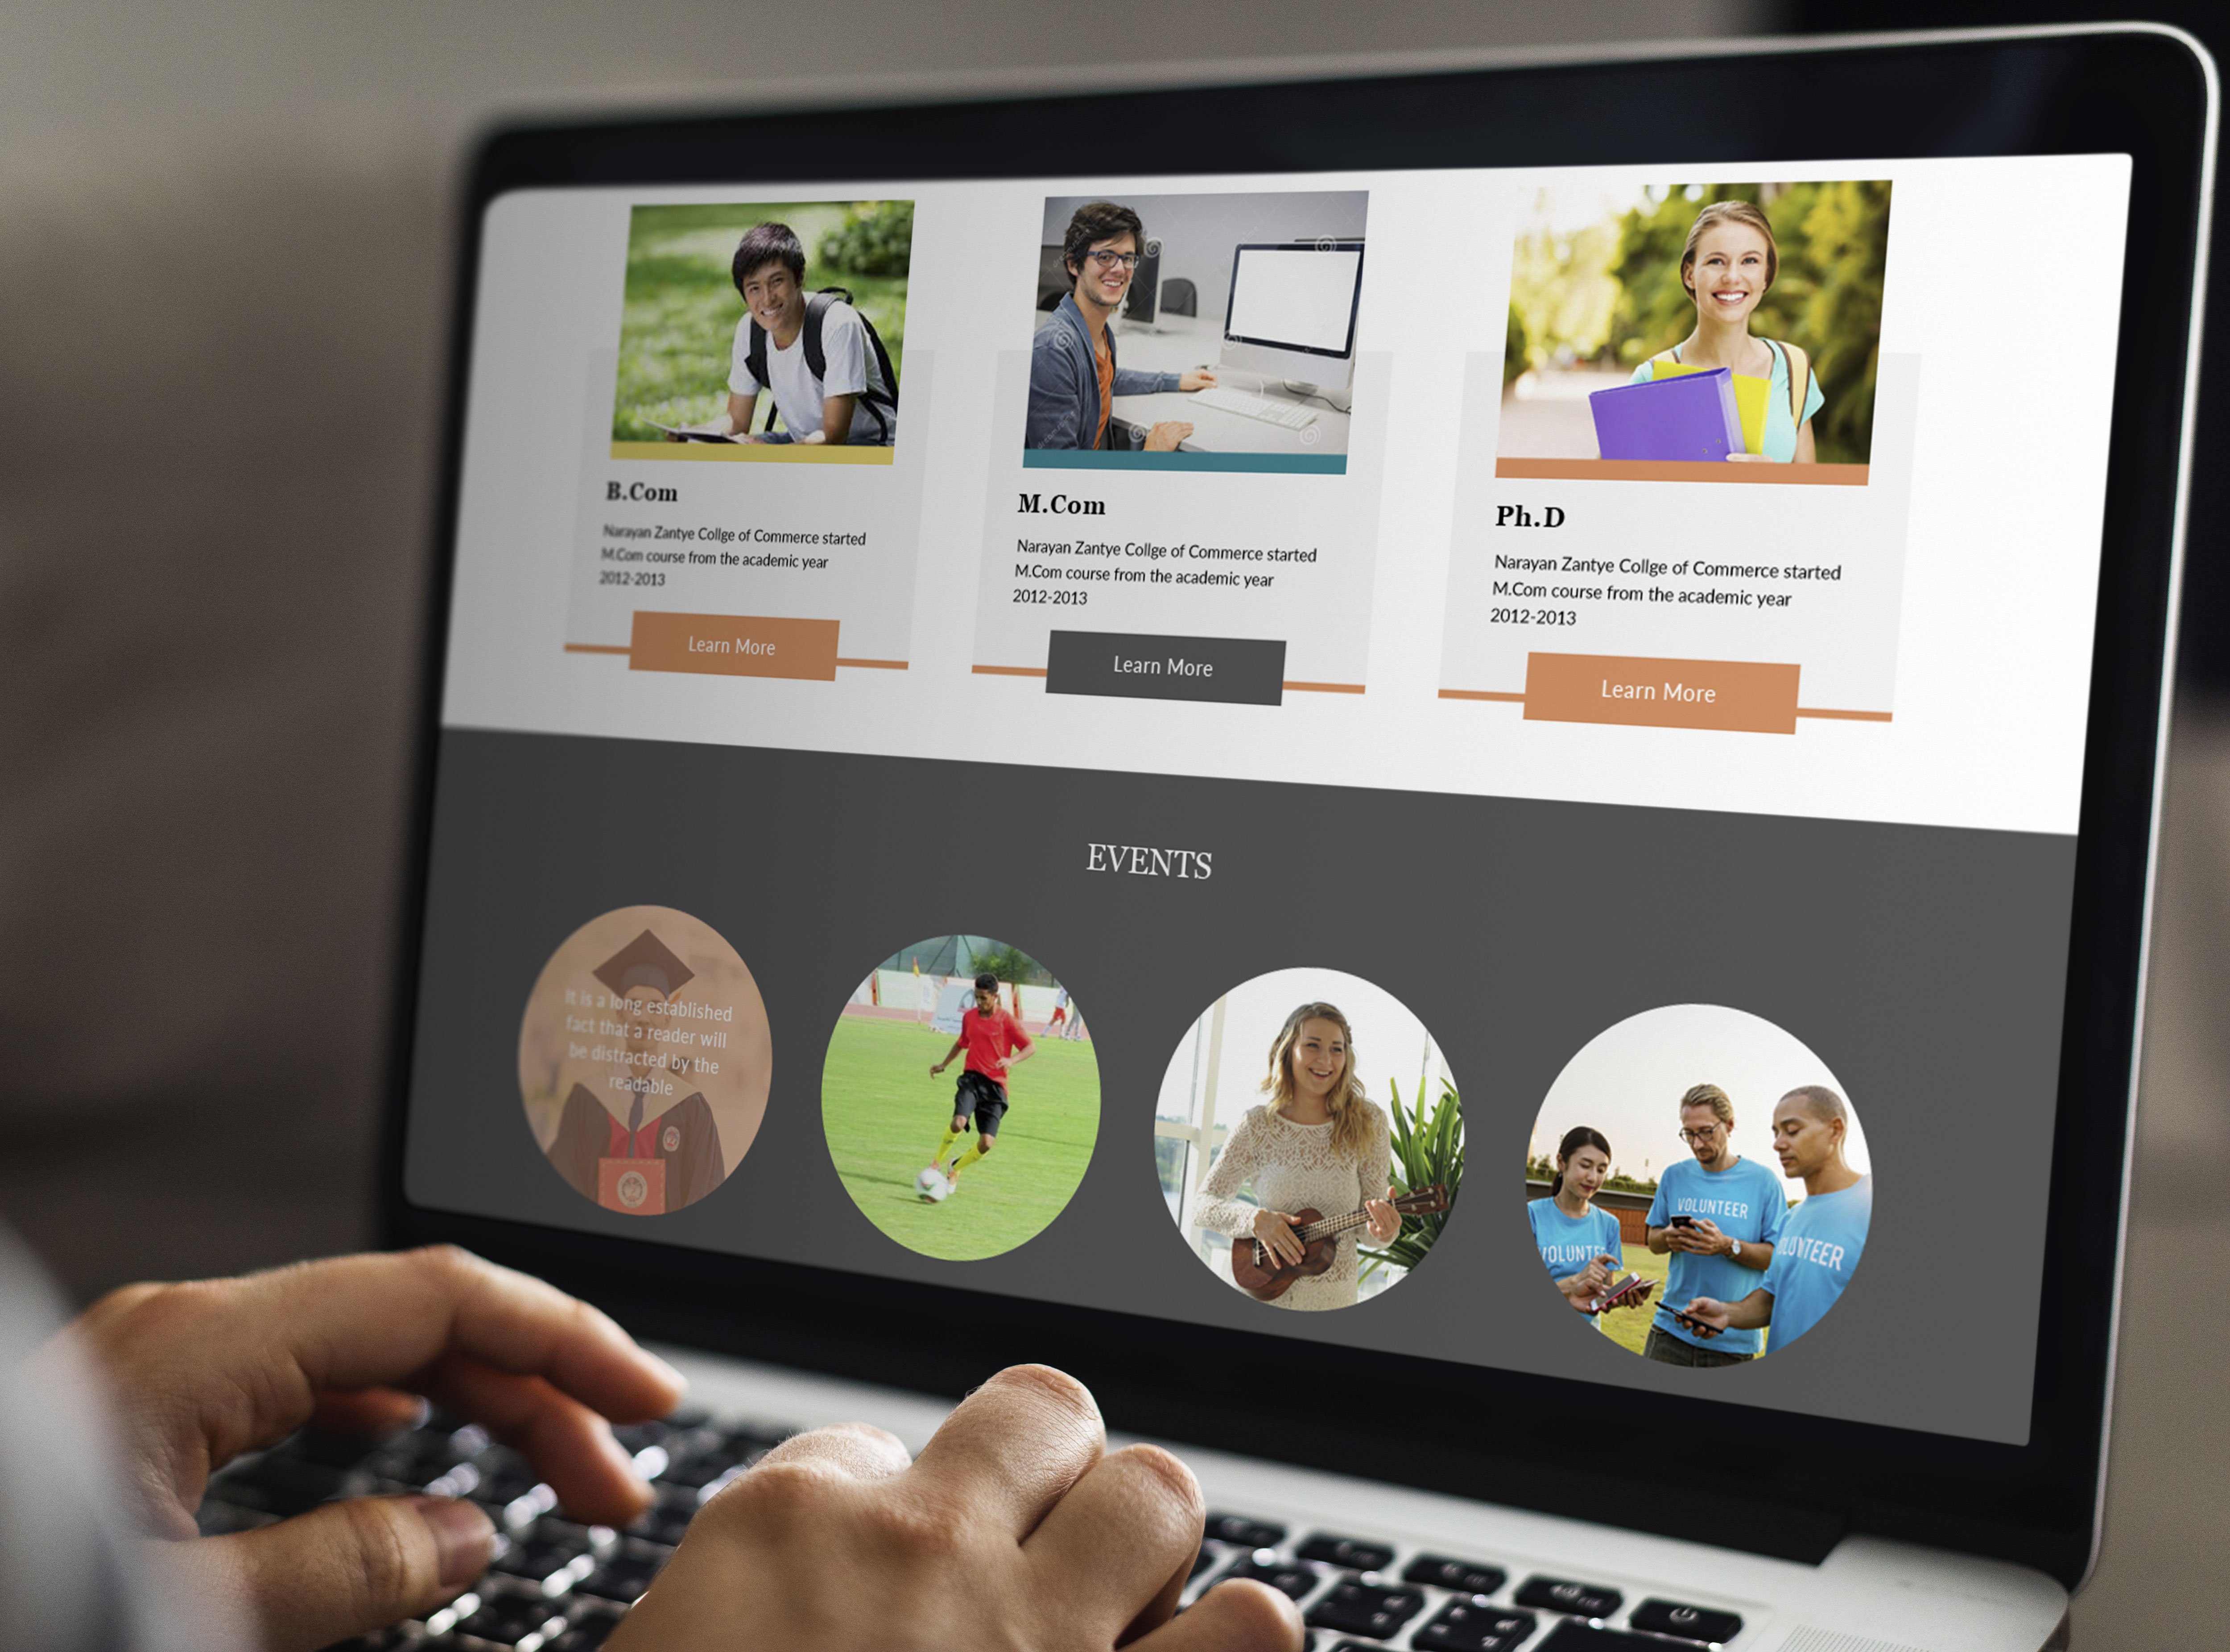 B.Com
Narayan Zantye Collge of Commerce started
M.Com course from the academic year
2012-2013
Learn More
M.Com
Narayan Zantye Collge of Commerce started
M.Com course from the academic year
2012-2013
Learn More
Ph.D
Narayan Zantye Collge of Commerce started
M.Com course from the academic year
2012-2013
Learn More
EVENTS
It is a long established
fact that a reader will
be distracted by the
readable
VOLUNTEER
VOLUNTEER